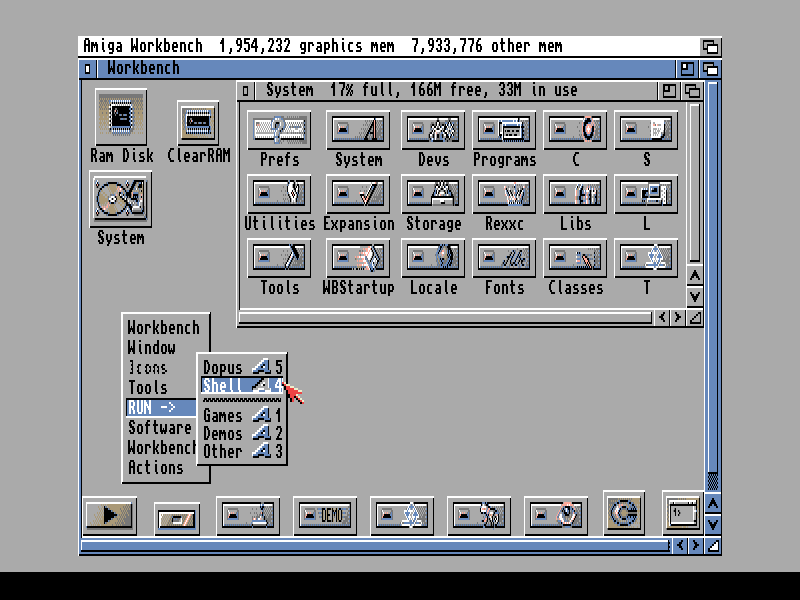 Amiga Workbench  1,954,232 graphics mem  7,933,776 other mem
Workbench
System  17% full, 166M free, 33M in use
Ram Disk
ClearRAM
System
Prefs
System
Devs
Programs
C
S
Utilities
Expansion
Storage
Rexxc
Libs
L
Tools
WBStartup
Locale
Fonts
Classes
T
Workbench
Window
Icons
Tools
RUN ->
Software
Workbench
Actions
Dopus A 5
Shell A 4
Games A 1
Demos A 2
Other A 3
DEMO
1>